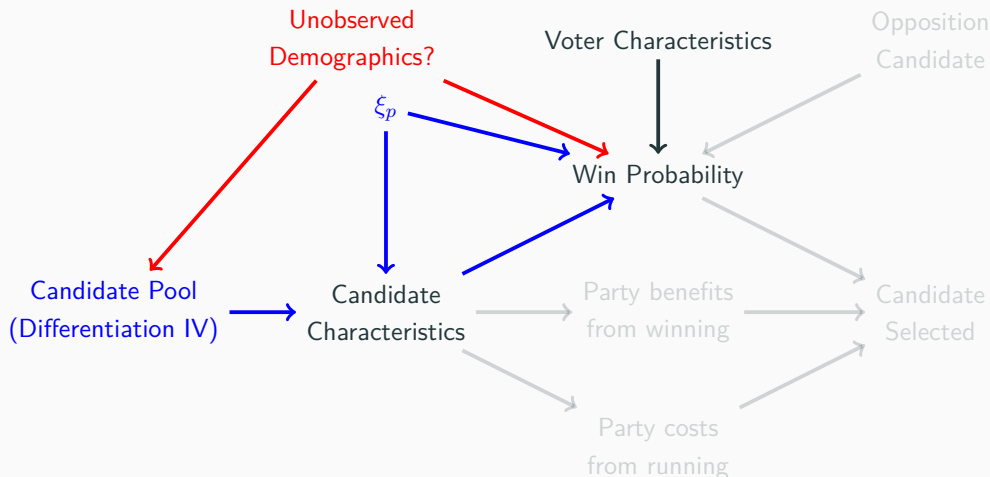 Unobserved
Demographics?
Voter Characteristics
Opposition
Candidate
ξp
Win Probability
Candidate Pool
(Differentiation IV)
Candidate
Characteristics
Party benefits
from winning
Candidate
Selected
Party costs
from running